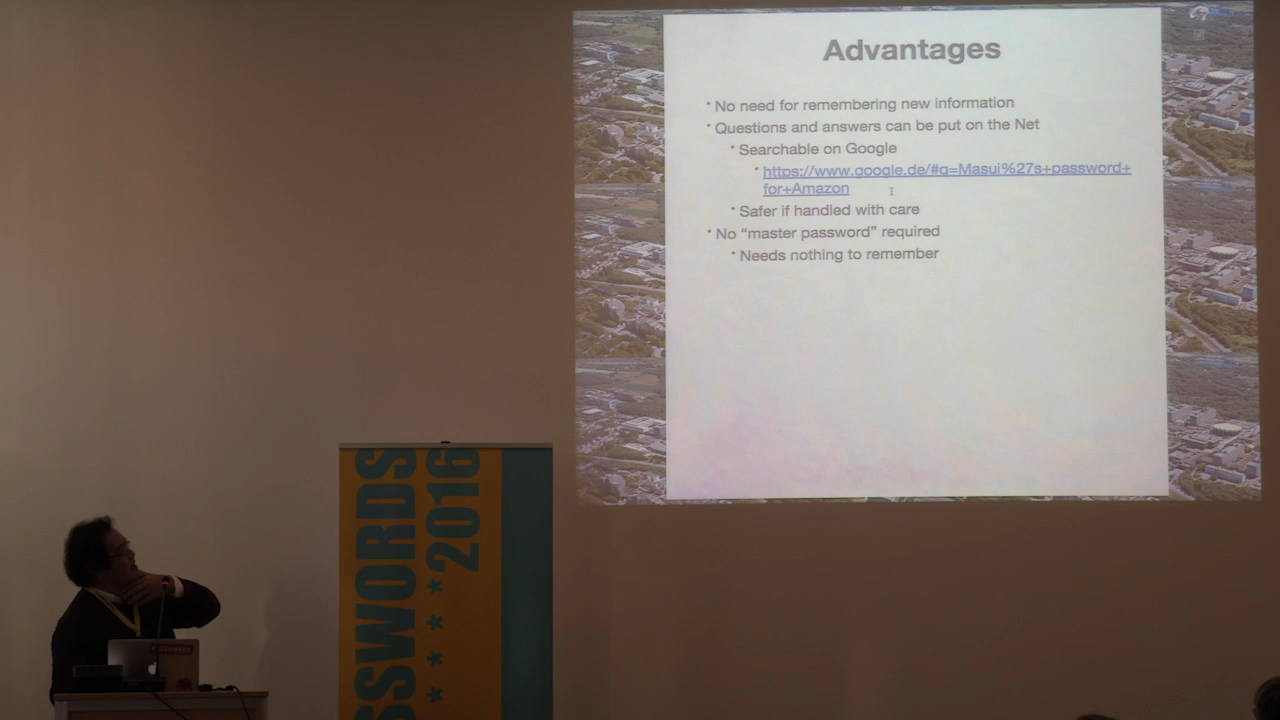 Advantages
• No need for remembering new information
• Questions and answers can be put on the Net
• Searchable on Google
• https://www.google.de/#q=Masui%27s+password+
for+Amazon
• Safer if handled with care
• No “master password” required
• Needs nothing to remember
SSWORDS
****2016